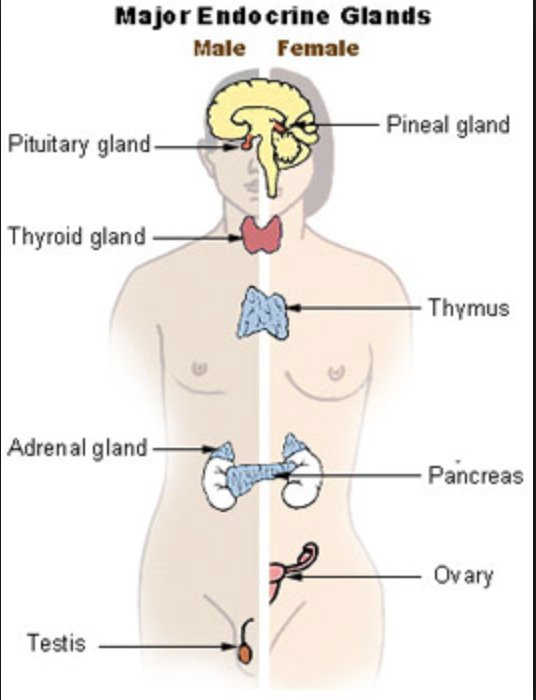 Major Endocrine Glands
Male Female
Pineal gland
Pituitary gland
Thyroid gland
Thymus
Adrenal gland
Pancreas
Ovary
Testis